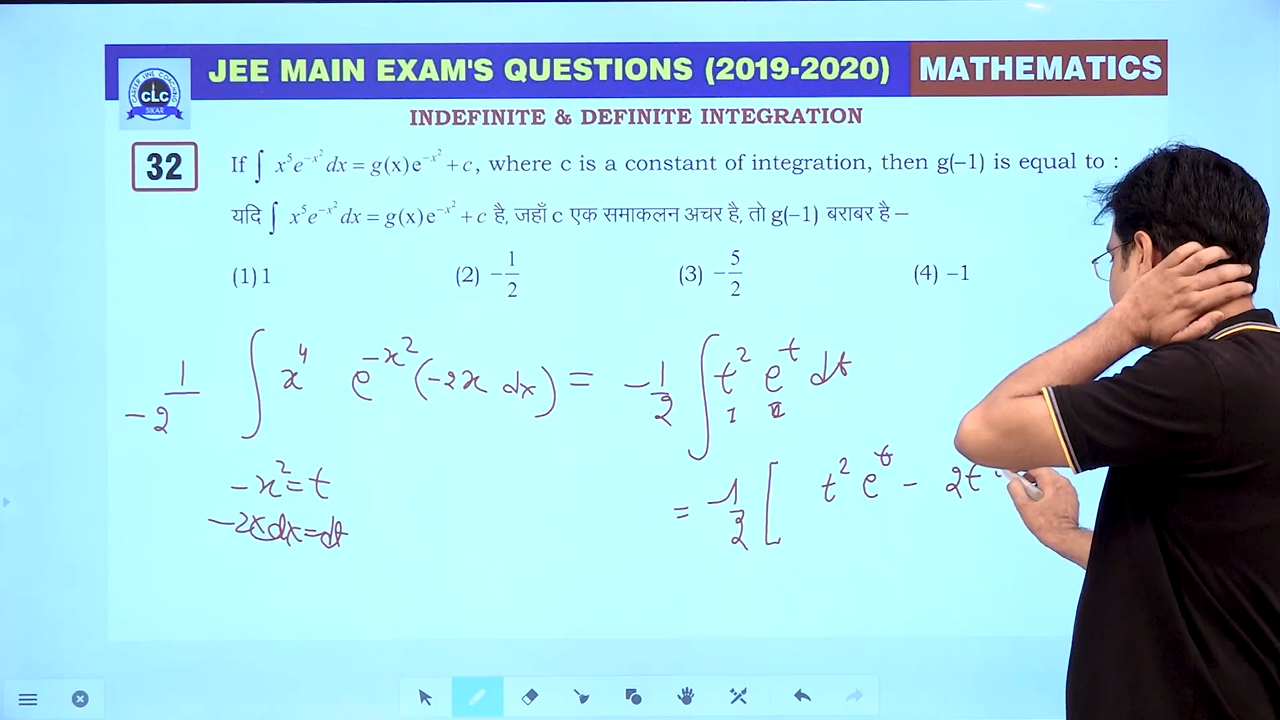 JEE MAIN EXAM'S QUESTIONS (2019-2020) MATHEMATICS
CLC
SIKAR
INDEFINITE & DEFINITE INTEGRATION
32 If ∫ x⁵e^{-x²}dx = g(x)e^{-x²} + c, where c is a constant of integration, then g(–1) is equal to :
यदि ∫ x⁵e^{-x²}dx = g(x)e^{-x²} + c है, जहाँ c एक समाकलन अचर है, तो g(–1) बराबर है –
(1) 1 (2) -1/2 (3) -5/2 (4) –1
1/-2 ∫ x⁴ e^{-x²} (-2x dx) = -1/2 ∫ t² e^t dt
I II
-x² = t
-2x dx = dt
= -1/2 [ t² e^t - 2t